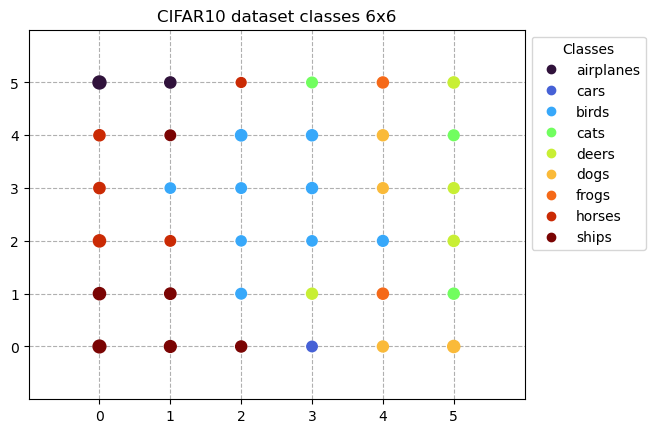 CIFAR10 dataset classes 6x6
5
4
3
2
1
0
0 1 2 3 4 5
Classes
airplanes
cars
birds
cats
deers
dogs
frogs
horses
ships